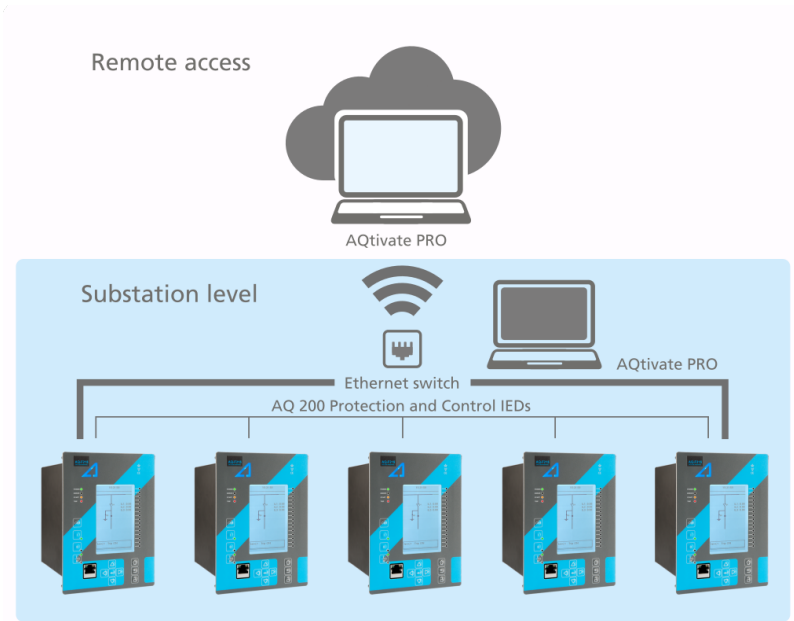 Remote access
AQtivate PRO
Substation level
AQtivate PRO
Ethernet switch
AQ 200 Protection and Control IEDs